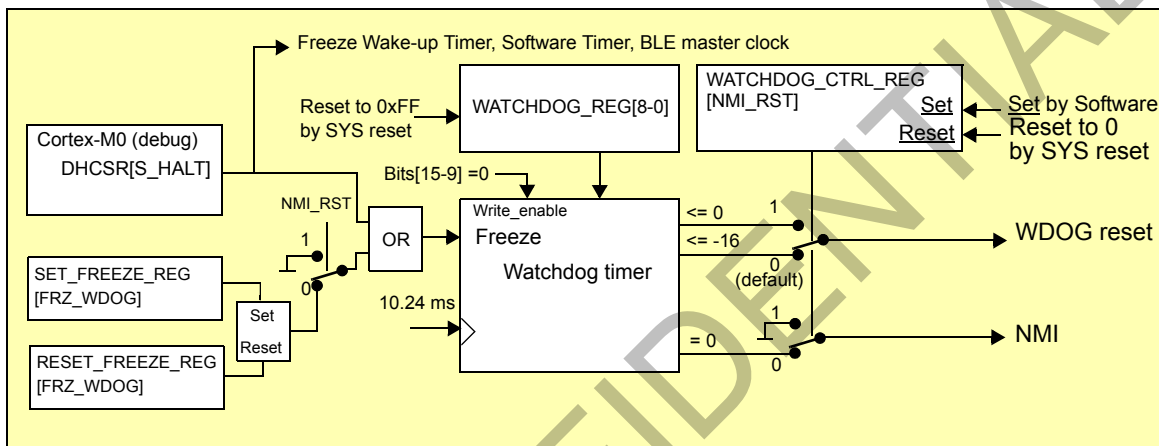 Freeze Wake-up Timer, Software Timer, BLE master clock
Cortex-M0 (debug)
DHCSR[S_HALT]
Reset to 0xFF
by SYS reset
WATCHDOG_REG[8-0]
WATCHDOG_CTRL_REG
[NMI_RST]
Set
Reset
Set by Software
Reset to 0
by SYS reset
Bits[15-9] =0
NMI_RST
1
0
OR
SET_FREEZE_REG
[FRZ_WDOG]
Set
Reset
RESET_FREEZE_REG
[FRZ_WDOG]
10.24 ms
Write_enable
Freeze
Watchdog timer
<= 0
1
<= -16
0
(default)
WDOG reset
1
= 0
0
NMI